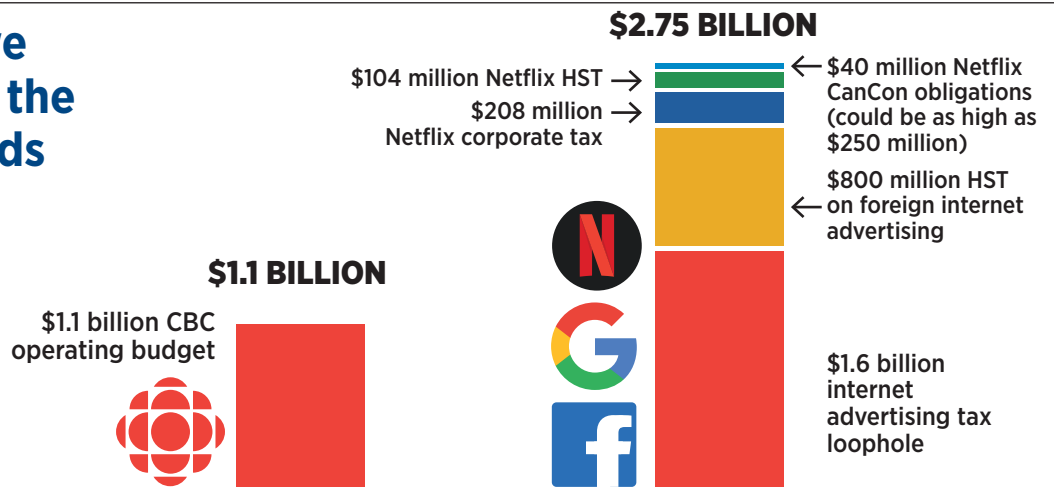 the
$2.75 BILLION
$104 million Netflix HST
$208 million
Netflix corporate tax
$40 million Netflix
CanCon obligations
(could be as high as
$250 million)
$800 million HST
on foreign internet
advertising
N
$1.1 BILLION
$1.1 billion CBC
operating budget
G
f
$1.6 billion
internet
advertising tax
loophole